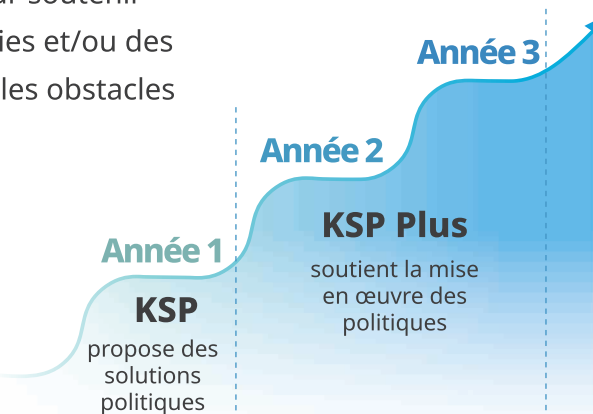 soutenir
ies et/ou des
les obstacles
Année 3
Année 2
Année 1
KSP Plus
soutient la mise
en œuvre des
politiques
KSP
propose des
solutions
politiques